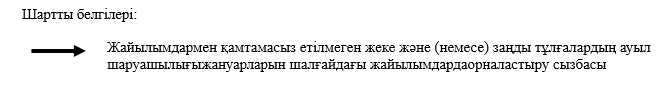 Шартты белгілері:
Жайылымдармен қамтамасыз етілмеген жеке және (немесе) заңды тұлғалардың ауыл
шаруашылығыжануарларын шалғайдағы жайылымдардаорналастыру сызбасы